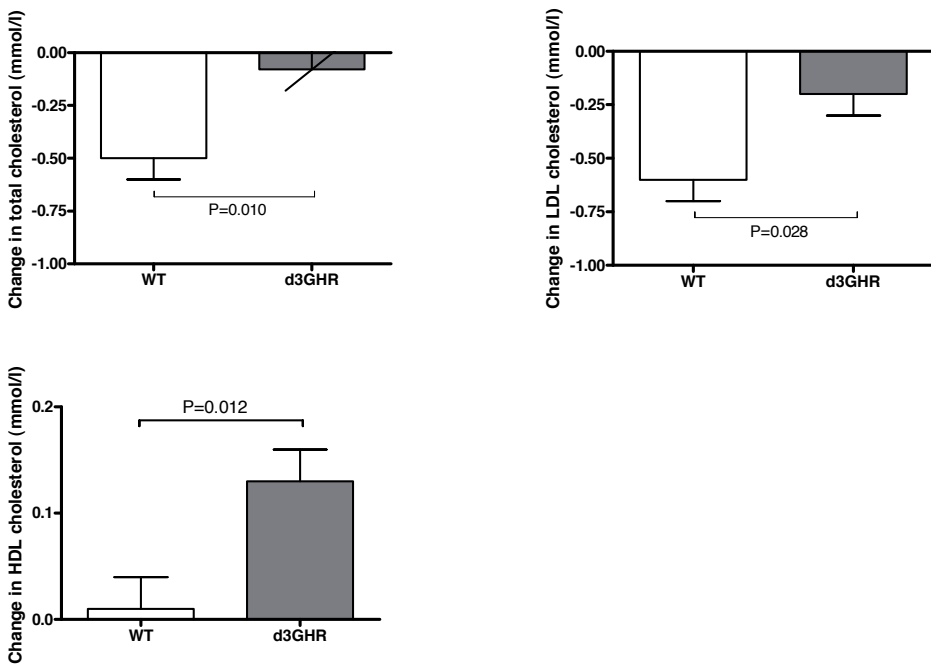 Change in total cholesterol (mmol/l)
0.00
-0.25
-0.50
-0.75
-1.00
P=0.010
WT
d3GHR
Change in LDL cholesterol (mmol/l)
0.00
-0.25
-0.50
-0.75
-1.00
P=0.028
WT
d3GHR
Change in HDL cholesterol (mmol/l)
0.2
0.1
0.0
P=0.012
WT
d3GHR